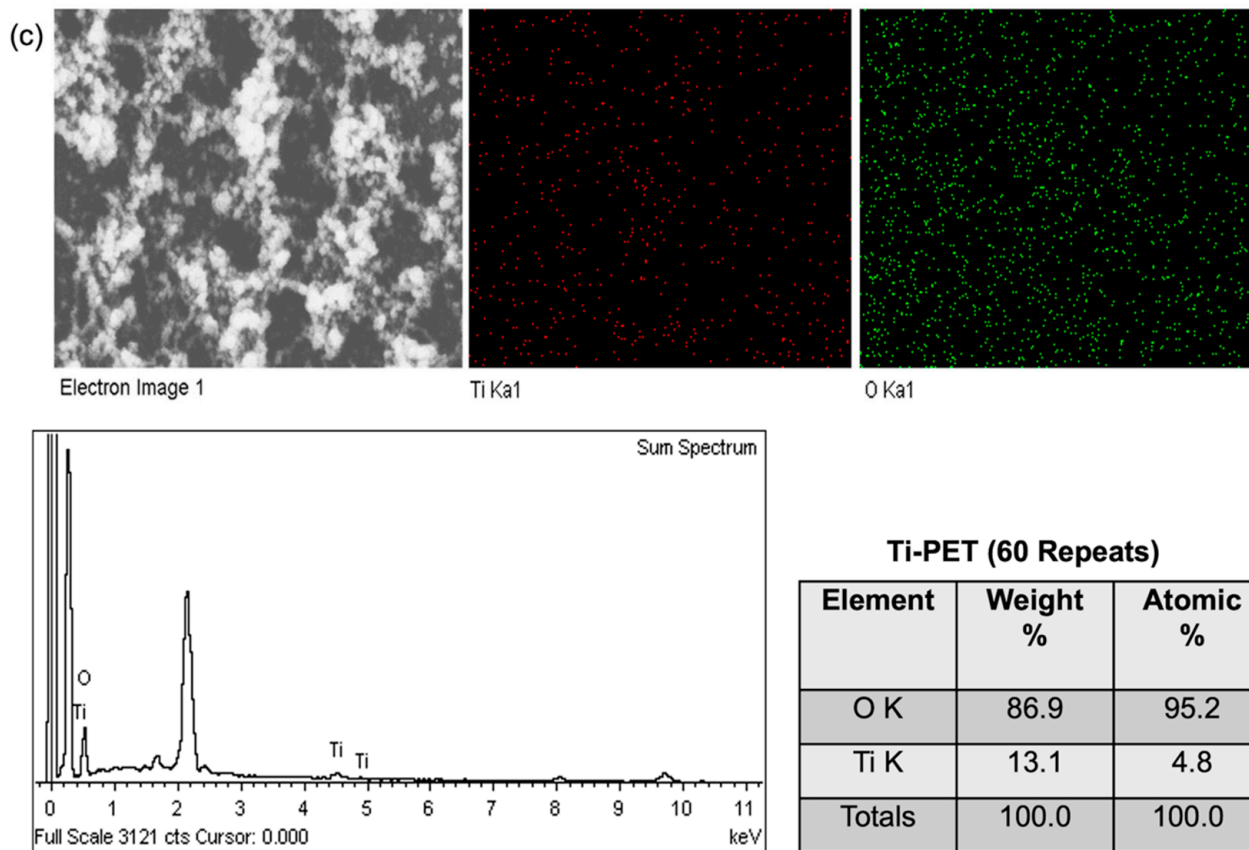 (c)
Electron Image 1
Ti Ka1
O Ka1
Sum Spectrum
O
Ti
Ti
Ti
0 1 2 3 4 5 6 7 8 9 10 11
Full Scale 3121 cts Cursor: 0.000
keV
Ti-PET (60 Repeats)
Element Weight % Atomic %
O K 86.9 95.2
Ti K 13.1 4.8
Totals 100.0 100.0